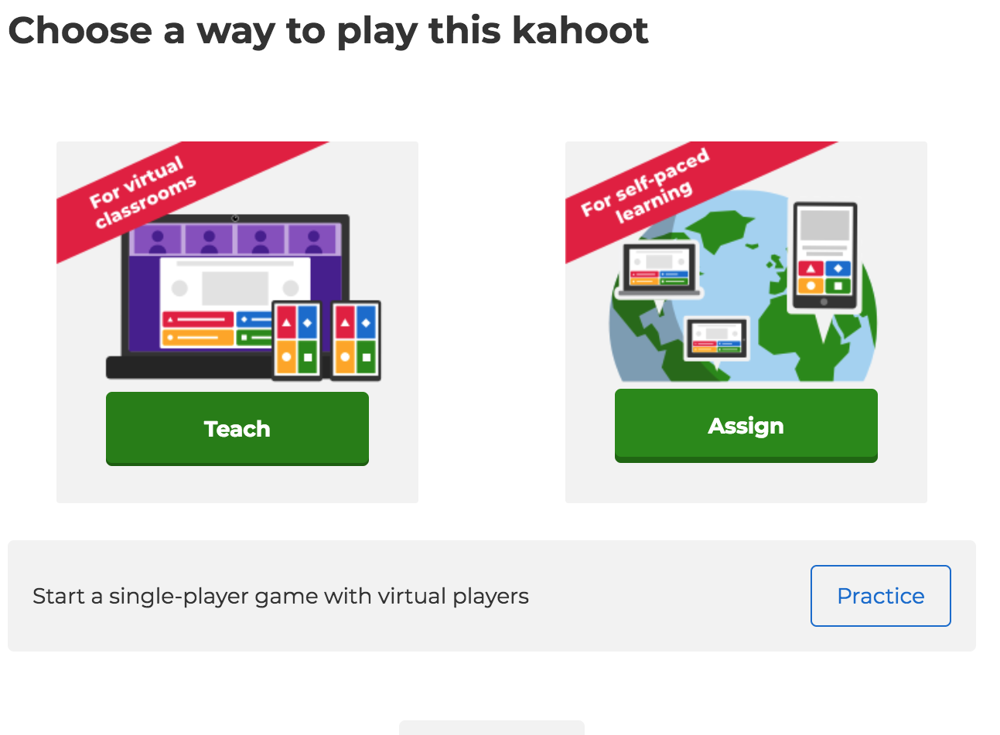 Choose a way to play this kahoot
For virtual
classrooms
Teach
For self-paced
learning
Assign
Start a single-player game with virtual players
Practice